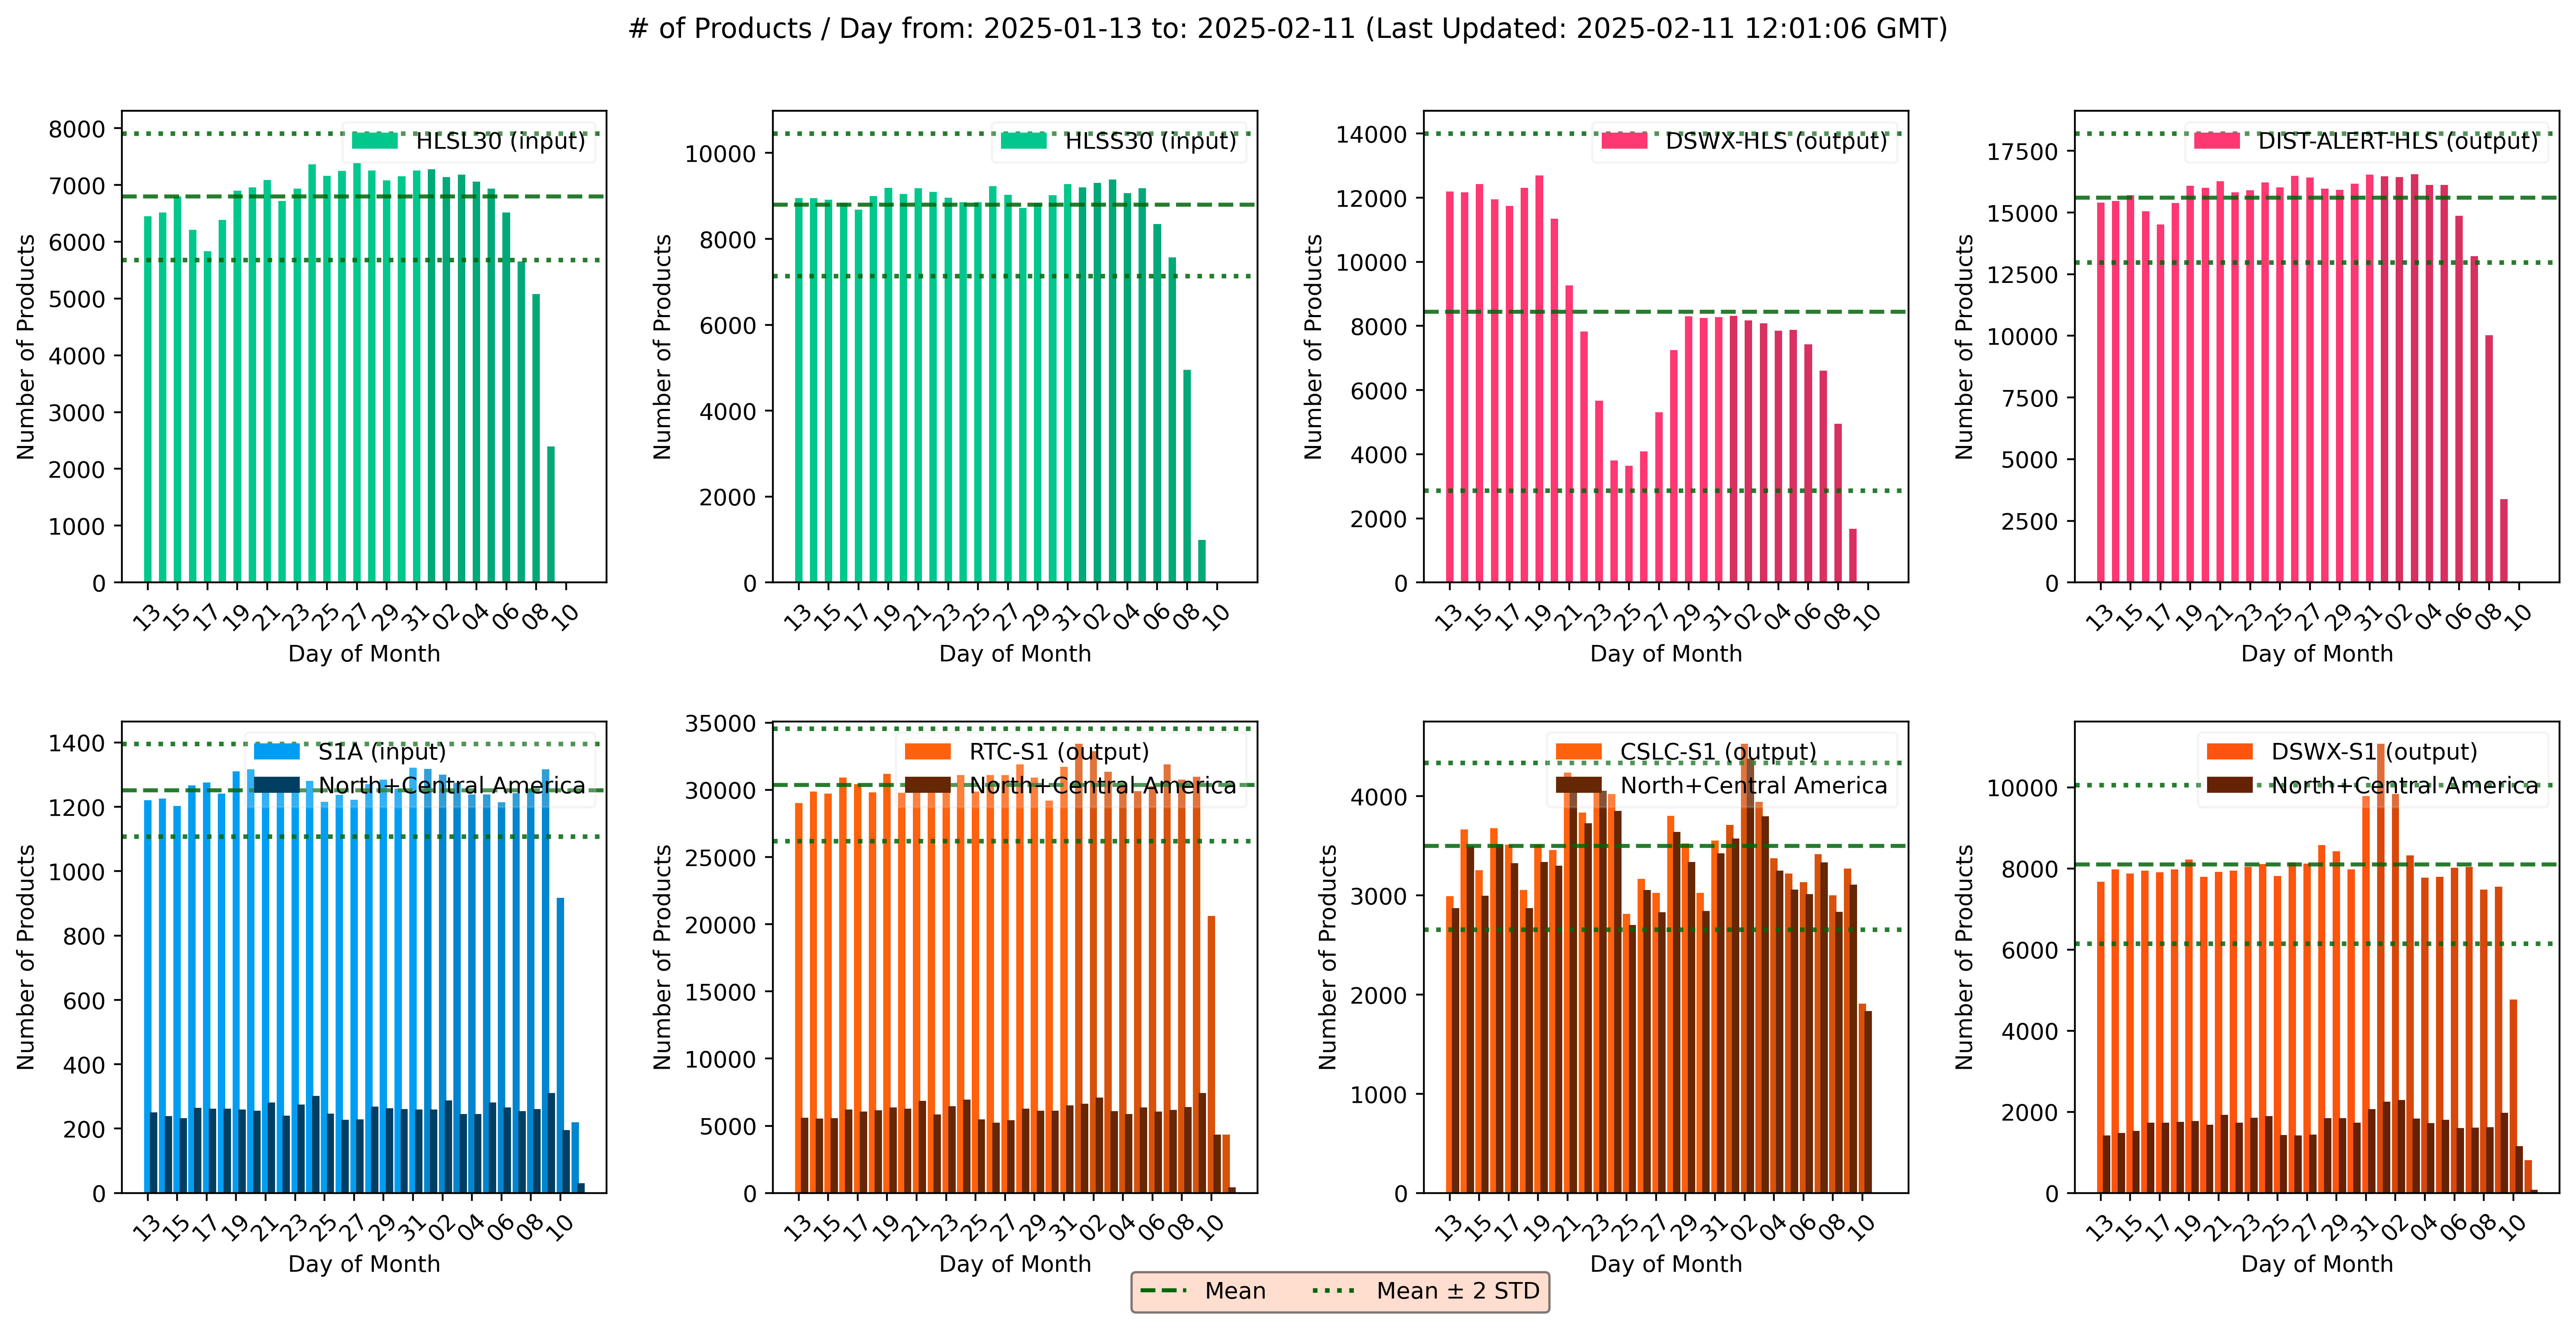 # of Products / Day from: 2025-01-13 to: 2025-02-11 (Last Updated: 2025-02-11 12:01:06 GMT)
HLSL30 (input)
Number of Products
8000
7000
6000
5000
4000
3000
2000
1000
0
13 15 17 19 21 23 25 27 29 31 02 04 06 08 10
Day of Month
HLSS30 (input)
Number of Products
10000
8000
6000
4000
2000
0
13 15 17 19 21 23 25 27 29 31 02 04 06 08 10
Day of Month
DSWX-HLS (output)
Number of Products
14000
12000
10000
8000
6000
4000
2000
0
13 15 17 19 21 23 25 27 29 31 02 04 06 08 10
Day of Month
DIST-ALERT-HLS (output)
Number of Products
17500
15000
12500
10000
7500
5000
2500
0
13 15 17 19 21 23 25 27 29 31 02 04 06 08 10
Day of Month
S1A (input)
North+Central America
Number of Products
1400
1200
1000
800
600
400
200
0
13 15 17 19 21 23 25 27 29 31 02 04 06 08 10
Day of Month
RTC-S1 (output)
North+Central America
Number of Products
35000
30000
25000
20000
15000
10000
5000
0
13 15 17 19 21 23 25 27 29 31 02 04 06 08 10
Day of Month
CSLC-S1 (output)
North+Central America
Number of Products
4000
3000
2000
1000
0
13 15 17 19 21 23 25 27 29 31 02 04 06 08 10
Day of Month
DSWX-S1 (output)
North+Central America
Number of Products
10000
8000
6000
4000
2000
0
13 15 17 19 21 23 25 27 29 31 02 04 06 08 10
Day of Month
Mean
Mean ± 2 STD